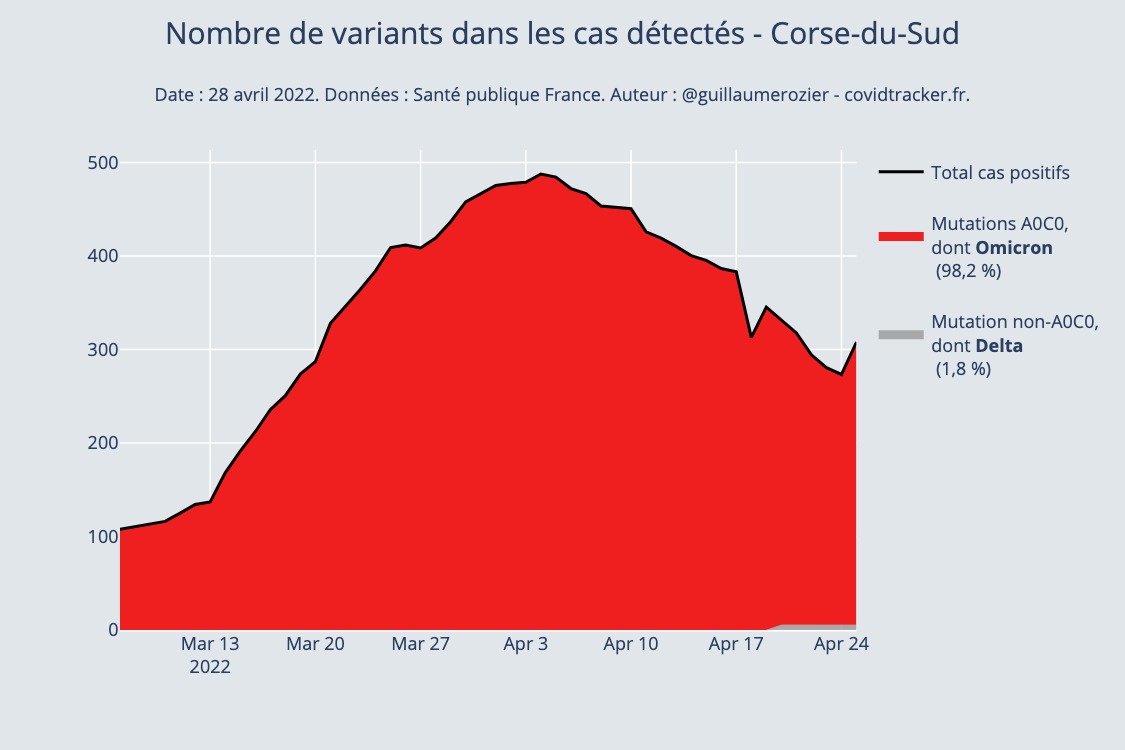 Nombre de variants dans les cas détectés - Corse-du-Sud
Date : 28 avril 2022. Données : Santé publique France. Auteur : @guillaumerozier - covidtracker.fr.
500
400
300
200
100
0
Mar 13
2022
Mar 20
Mar 27
Apr 3
Apr 10
Apr 17
Apr 24
Total cas positifs
Mutations A0C0,
dont Omicron
(98,2 %)
Mutation non-A0C0,
dont Delta
(1,8 %)